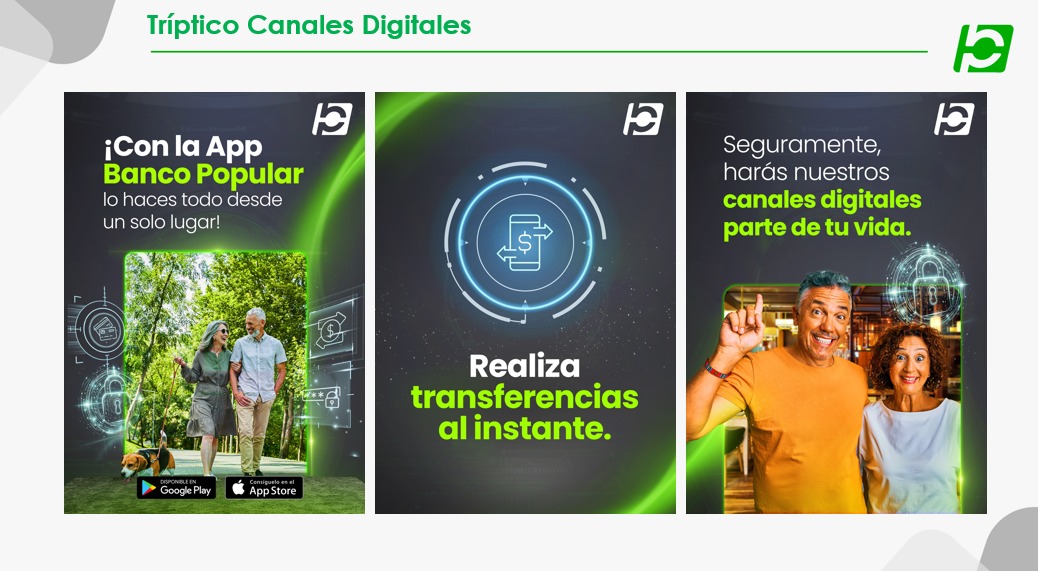 Tríptico Canales Digitales
¡Con la App
Banco Popular
lo haces todo desde
un solo lugar!
DISPONIBLE EN
Google Play
Consíguelo en el
App Store
Realiza
transferencias
al instante.
Seguramente,
harás nuestros
canales digitales
parte de tu vida.